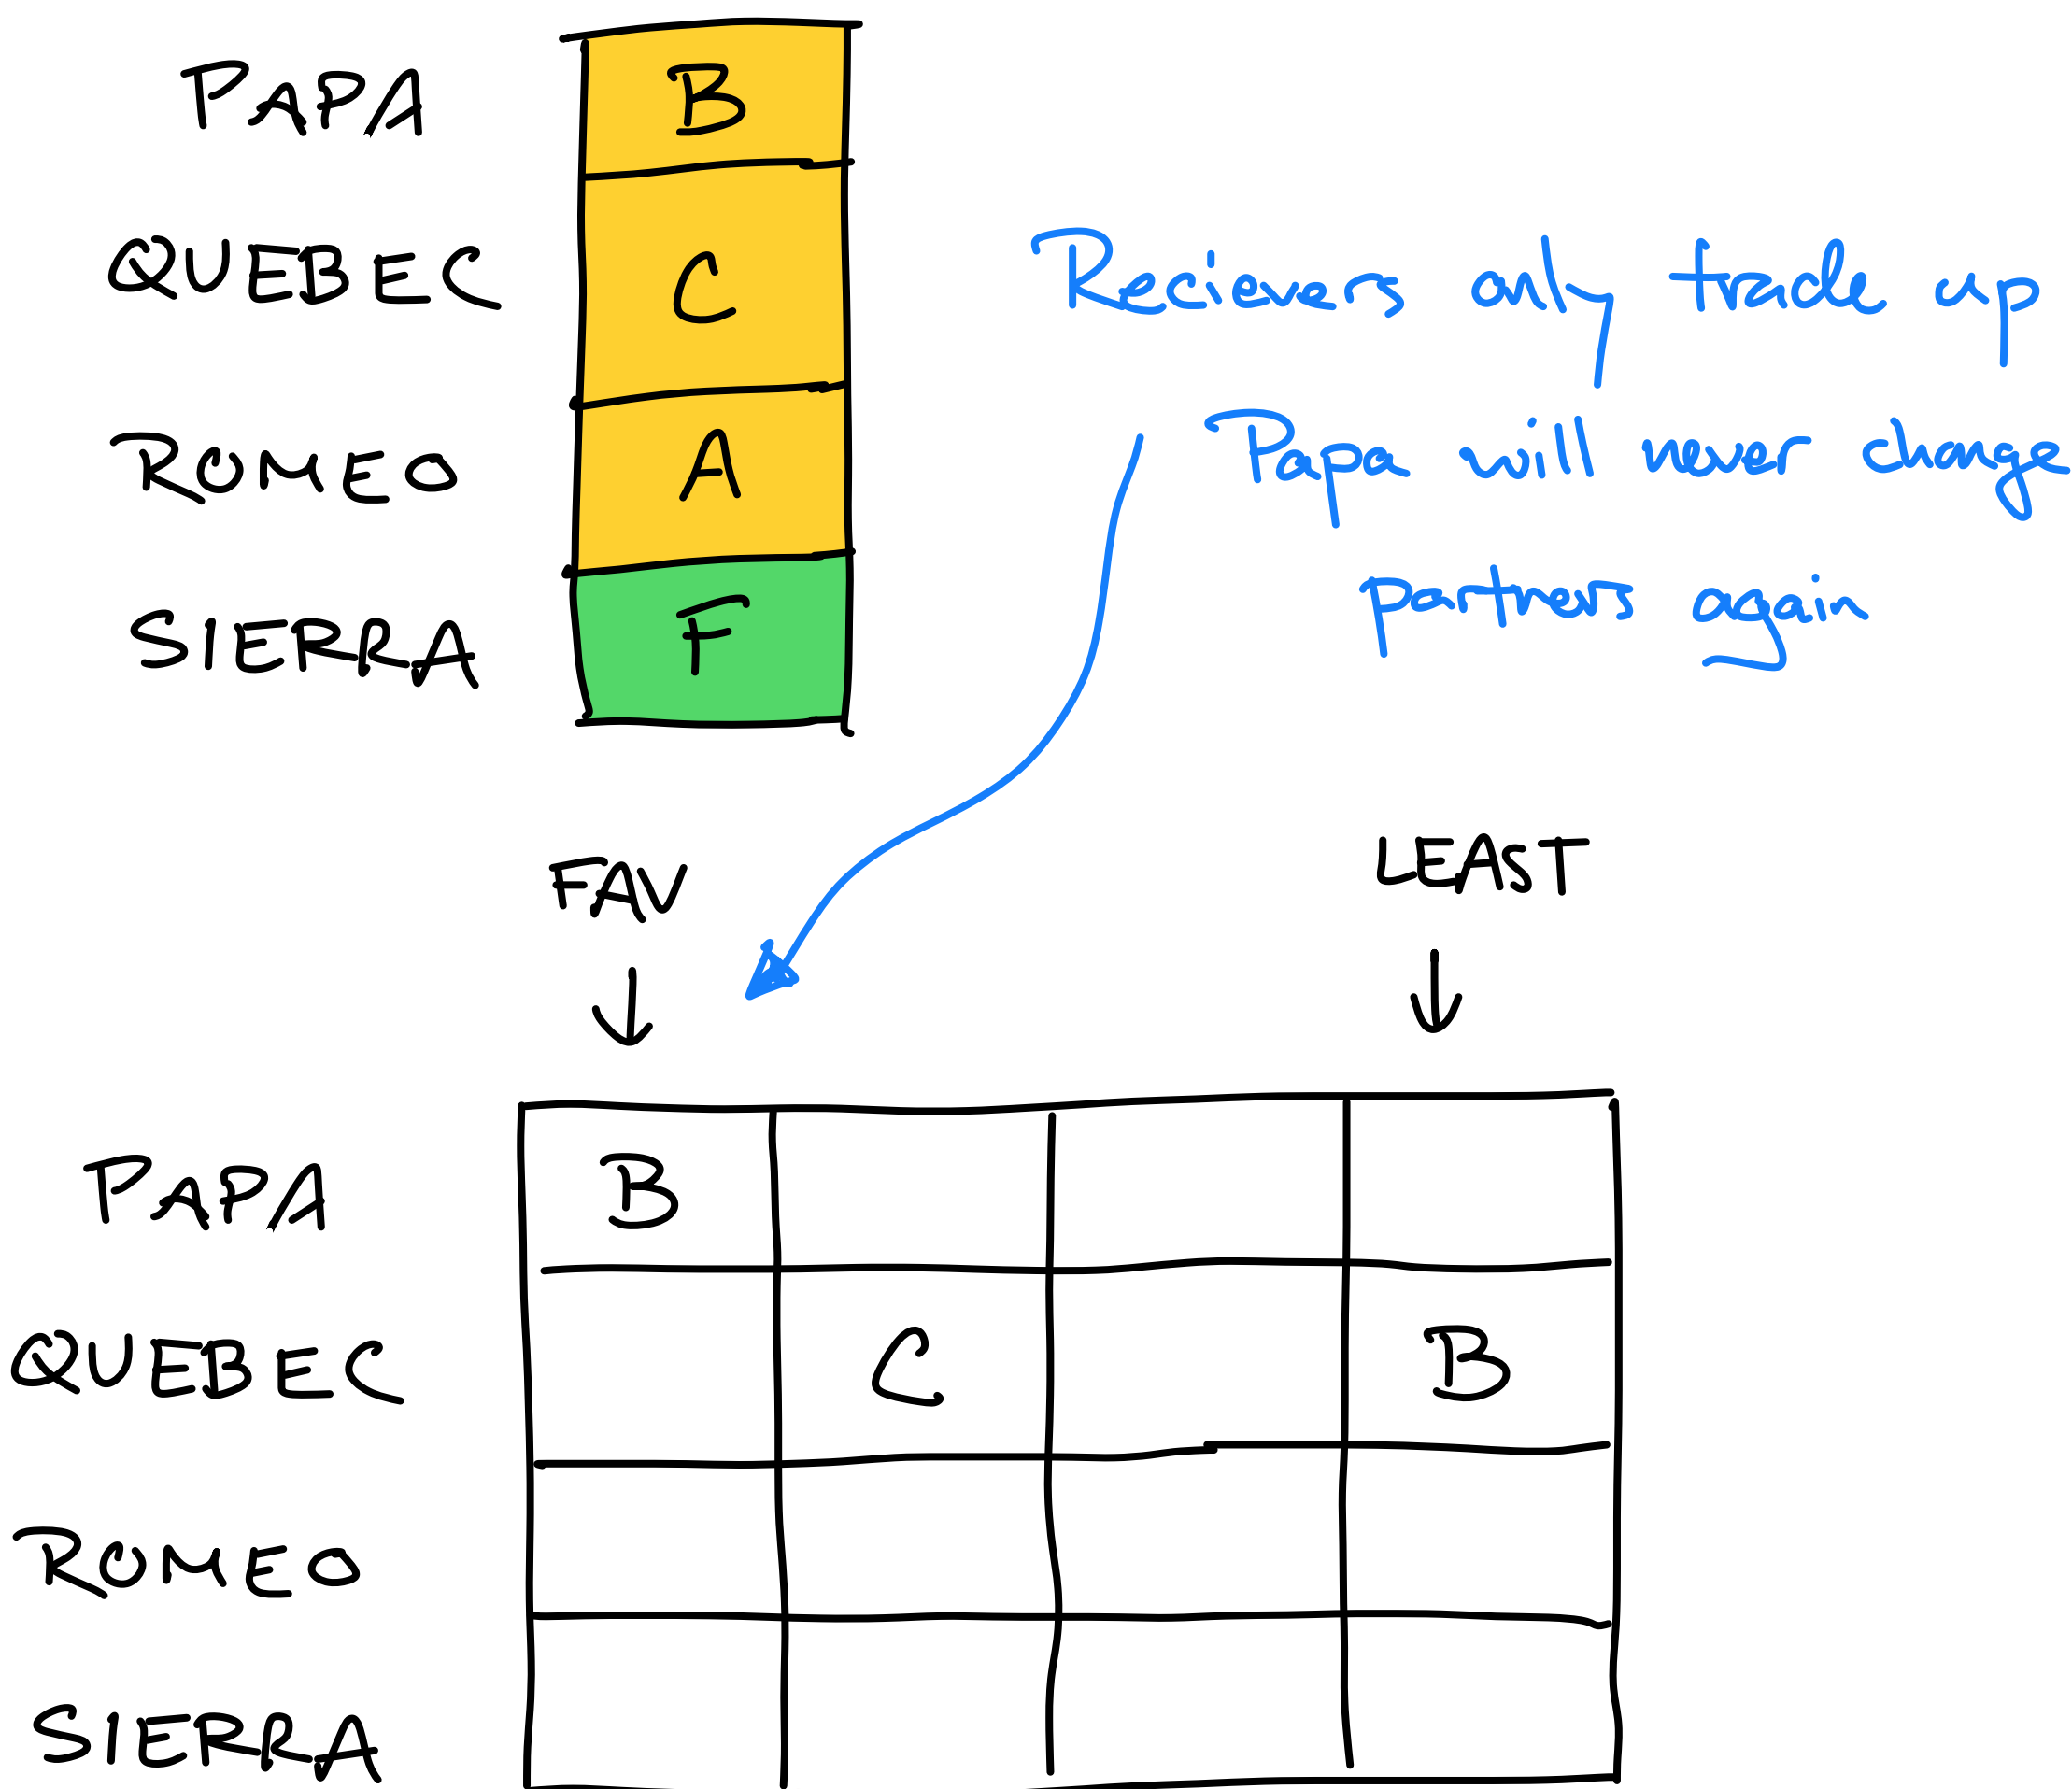 PAPA B
QUEBEC C
ROMEO A
SIERRA F
Recievers only trade up
Papa will never change
partners again
FAV LEAST
PAPA B
QUEBEC C B
ROMEO
SIERRA